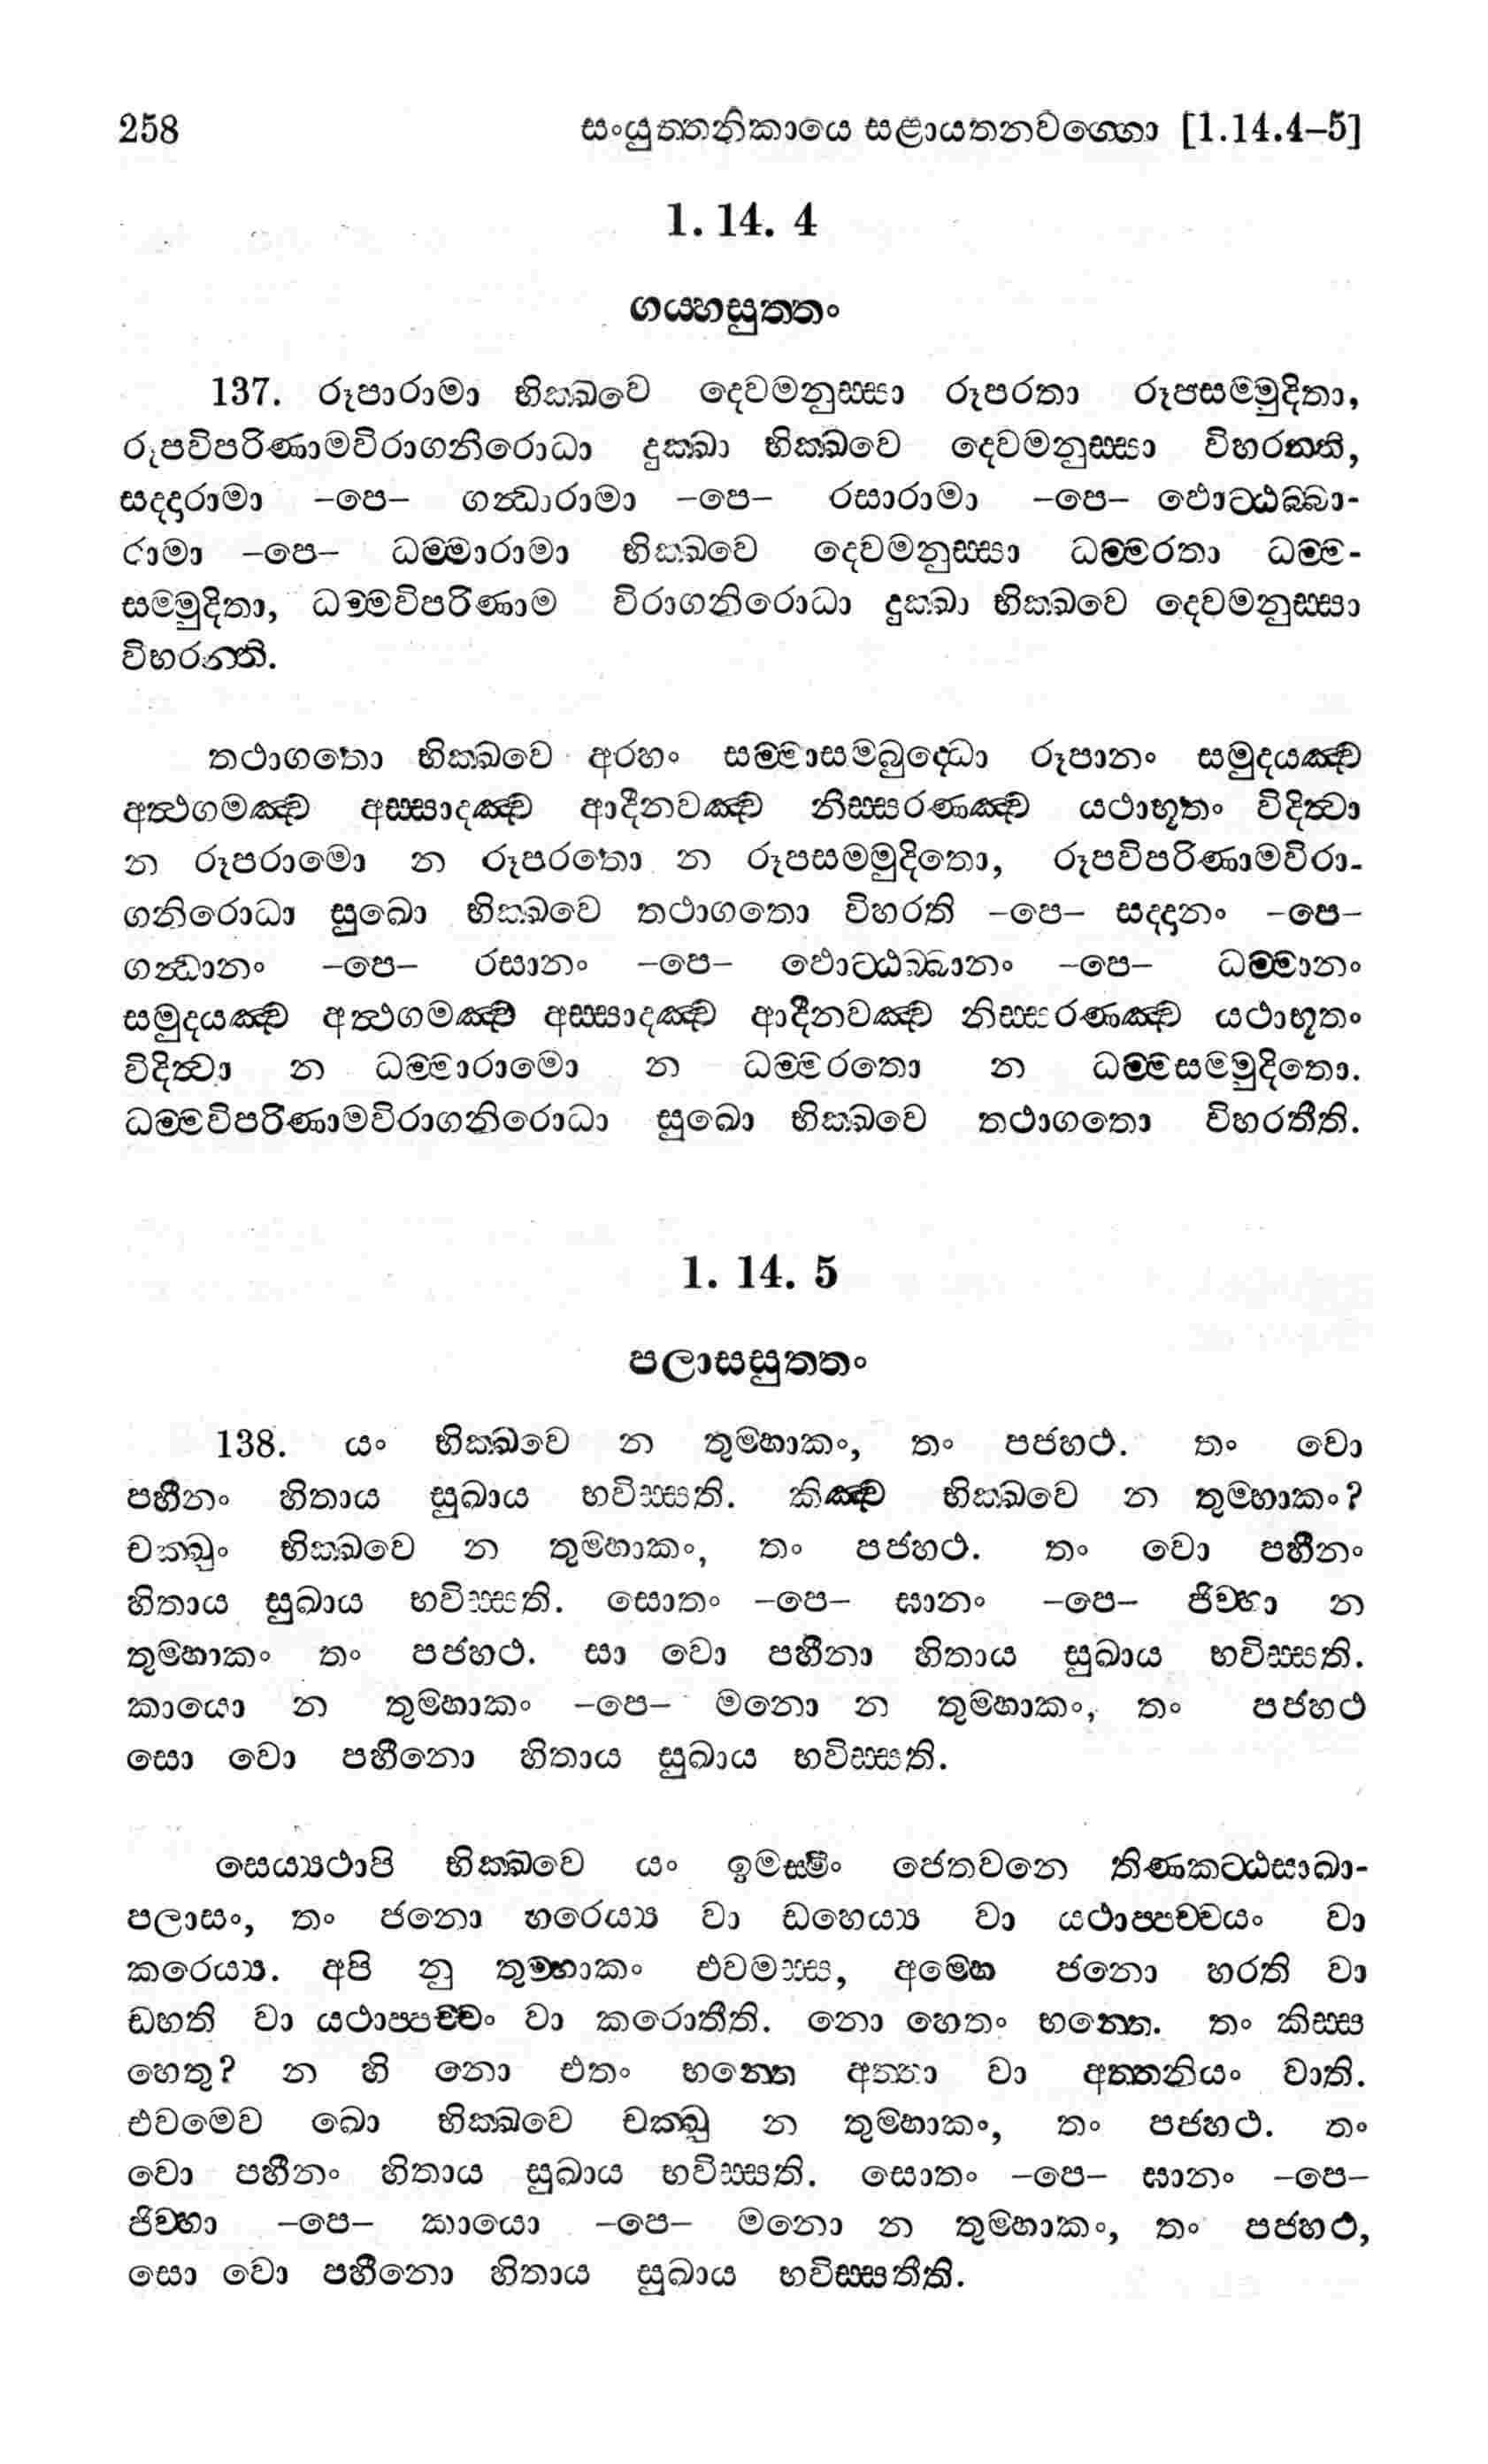 258 සංයුත්තනිකායෙ සළායතනවග්ගො [1.14.4–5]
1. 14. 4
ගය්හසුත්තං
137. රූපාරාමා භික්ඛවෙ දෙවමනුස්සා රූපරතා රූපසම්මුදිතා,
රූපවිපරිණාමවිරාගනිරොධා දුක්ඛා භික්ඛවෙ දෙවමනුස්සා විහරන්ති,
සද්දාරාමා –පෙ– ගන්ධාරාමා –පෙ– රසාරාමා –පෙ– ඵොට්ඨබ්බා-
රාමා –පෙ– ධම්මාරාමා භික්ඛවෙ දෙවමනුස්සා ධම්මරතා ධම්ම-
සම්මුදිතා, ධම්මවිපරිණාම විරාගනිරොධා දුක්ඛා භික්ඛවෙ දෙවමනුස්සා
විහරන්ති.
තථාගතො භික්ඛවෙ අරහං සම්මාසම්බුද්ධො රූපානං සමුදයඤ්ච
අත්ථගමඤ්ච අස්සාදඤ්ච ආදීනවඤ්ච නිස්සරණඤ්ච යථාභූතං විදිත්වා
න රූපරාමො න රූපරතො න රූපසම්මුදිතො, රූපවිපරිණාමවිරා-
ගනිරොධා සුඛො භික්ඛවෙ තථාගතො විහරති –පෙ– සද්දානං –පෙ–
ගන්ධානං –පෙ– රසානං –පෙ– ඵොට්ඨබ්බානං –පෙ– ධම්මානං
සමුදයඤ්ච අත්ථගමඤ්ච අස්සාදඤ්ච ආදීනවඤ්ච නිස්සරණඤ්ච යථාභූතං
විදිත්වා න ධම්මාරාමො න ධම්මරතො න ධම්මසම්මුදිතො.
ධම්මවිපරිණාමවිරාගනිරොධා සුඛො භික්ඛවෙ තථාගතො විහරතීති.
1. 14. 5
පලාසසුත්තං
138. යං භික්ඛවෙ න තුම්හාකං, තං පජහථ. තං වො
පහීනං හිතාය සුඛාය භවිස්සති. කිඤ්ච භික්ඛවෙ න තුම්හාකං?
චක්ඛුං භික්ඛවෙ න තුම්හාකං, තං පජහථ. තං වො පහීනං
හිතාය සුඛාය භවිස්සති. සොතං –පෙ– ඝානං –පෙ– ජිව්හා න
තුම්හාකං තං පජහථ. සා වො පහීනා හිතාය සුඛාය භවිස්සති.
කායො න තුම්හාකං –පෙ– මනො න තුම්හාකං, තං පජහථ
සො වො පහීනො හිතාය සුඛාය භවිස්සති.
සෙය්‍යථාපි භික්ඛවෙ යං ඉමස්මිං ජෙතවනෙ තිණකට්ඨසාඛා-
පලාසං, තං ජනො හරෙය්‍ය වා ඩහෙය්‍ය වා යථාප්පච්චයං වා
කරෙය්‍ය. අපි නු තුම්හාකං එවමස්ස, අම්හෙ ජනො හරති වා
ඩහති වා යථාප්පච්චං වා කරොතීති. නො හෙතං භන්තෙ. තං කිස්ස
හෙතු? න හි නො එතං භන්තෙ අත්තා වා අත්තනියං වාති.
එවමෙව ඛො භික්ඛවෙ චක්ඛු න තුම්හාකං, තං පජහථ. තං
වො පහීනං හිතාය සුඛාය භවිස්සති. සොතං –පෙ– ඝානං –පෙ–
ජිව්හා –පෙ– කායො –පෙ– මනො න තුම්හාකං, තං පජහථ,
සො වො පහීනො හිතාය සුඛාය භවිස්සතීති.